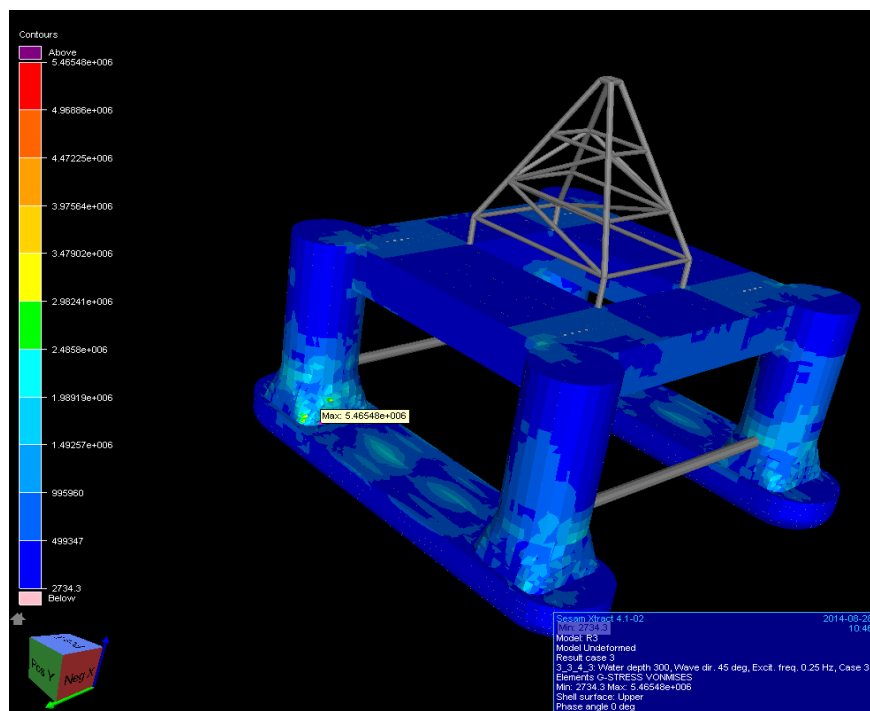 Contours
Above
5.46548e+006
4.96886e+006
4.47225e+006
3.97564e+006
3.47902e+006
2.98241e+006
2.4858e+006
1.98919e+006
1.49257e+006
995960
499347
2734.3
Below
Max: 5.46548e+006
Pos Y
Neg X
Sesam Xtract 4.1-02 2014-08-28
Min: 2734.3 10:46
Model: R3
Model Undeformed
Result case 3
3_3_4_3: Water depth 300, Wave dir. 45 deg, Excit. freq. 0.25 Hz, Case 3
Elements G-STRESS VONMISES
Min: 2734.3 Max: 5.46548e+006
Shell surface: Upper
Phase angle 0 deg